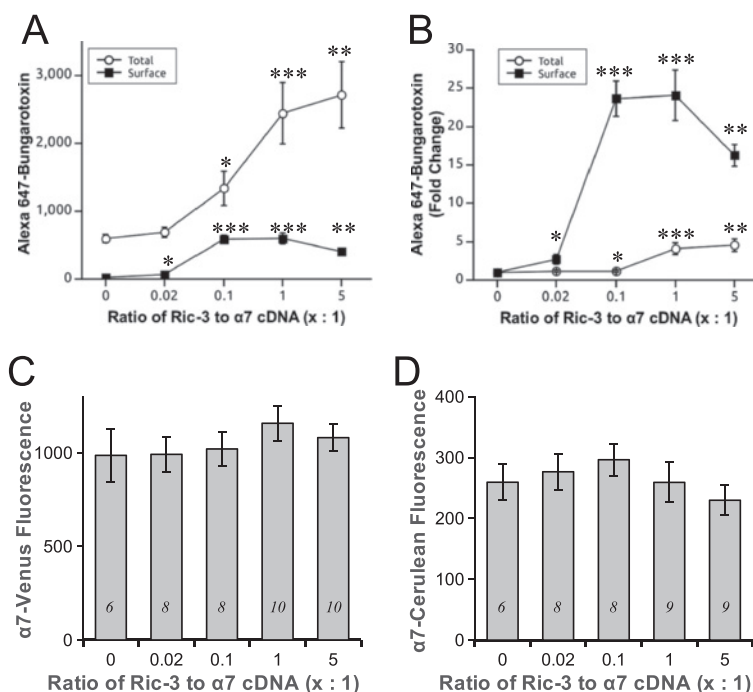 A
Total
Surface
Alexa 647-Bungarotoxin
3,000
2,000
1,000
0
*
*
***
***
***
**
**
0 0.02 0.1 1 5
Ratio of Ric-3 to α7 cDNA (x : 1)
B
Total
Surface
Alexa 647-Bungarotoxin
(Fold Change)
30
25
20
15
10
5
0
*
***
*
***
***
**
**
0 0.02 0.1 1 5
Ratio of Ric-3 to α7 cDNA (x : 1)
C
α7-Venus Fluorescence
1000
500
0
6 8 8 10 10
0 0.02 0.1 1 5
Ratio of Ric-3 to α7 cDNA (x : 1)
D
α7-Cerulean Fluorescence
400
300
200
100
0
6 8 8 9 9
0 0.02 0.1 1 5
Ratio of Ric-3 to α7 cDNA (x : 1)